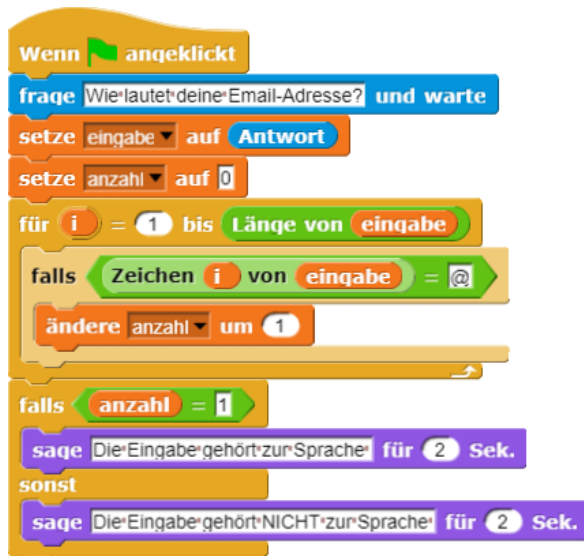 Wenn angeklickt
frage Wie lautet deine Email-Adresse? und warte
setze eingabe auf Antwort
setze anzahl auf 0
für i = 1 bis Länge von eingabe
falls Zeichen i von eingabe = @
ändere anzahl um 1
falls anzahl = 1
sage Die Eingabe gehört zur Sprache für 2 Sek.
sonst
sage Die Eingabe gehört NICHT zur Sprache für 2 Sek.